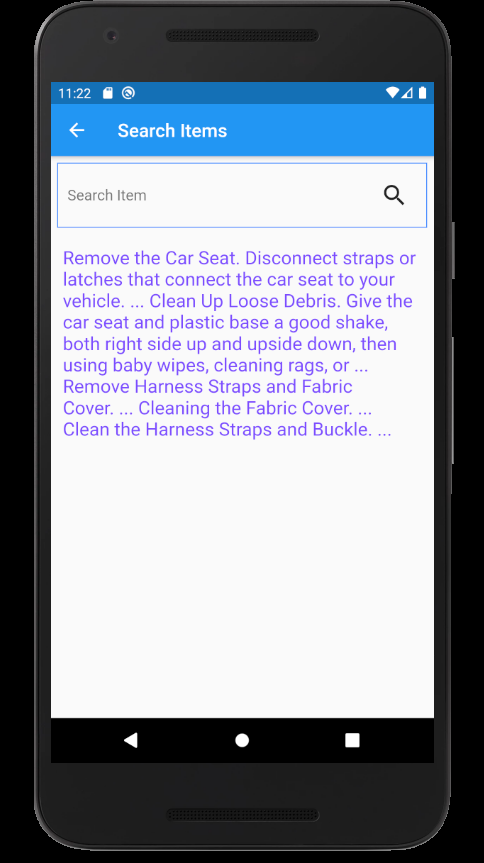 11:22
Search Items
Search Item
Remove the Car Seat. Disconnect straps or
latches that connect the car seat to your
vehicle. ... Clean Up Loose Debris. Give the
car seat and plastic base a good shake,
both right side up and upside down, then
using baby wipes, cleaning rags, or ...
Remove Harness Straps and Fabric
Cover. ... Cleaning the Fabric Cover. ...
Clean the Harness Straps and Buckle. ...